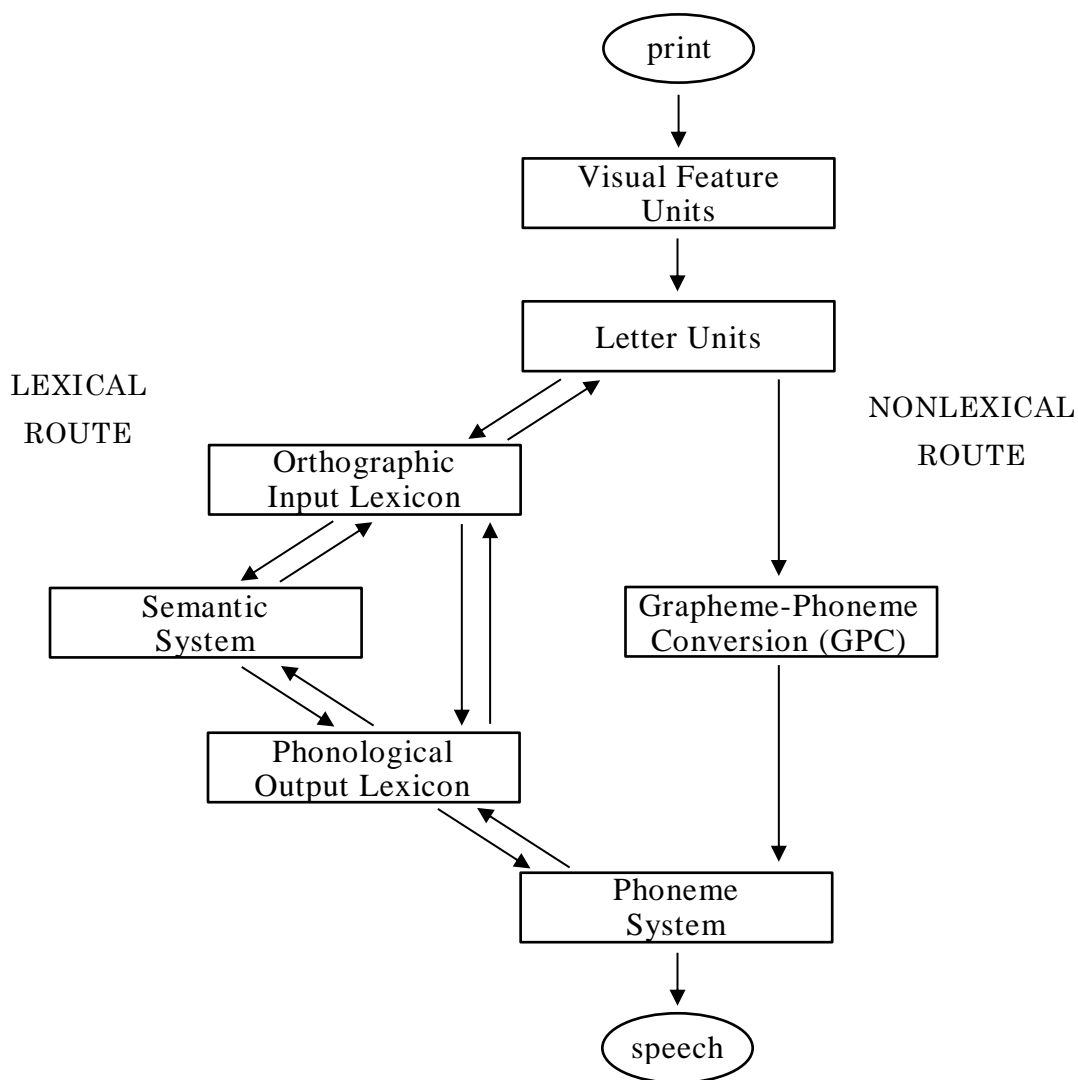 print
Visual Feature
Units
Letter Units
LEXICAL
ROUTE
NONLEXICAL
ROUTE
Orthographic
Input Lexicon
Semantic
System
Grapheme-Phoneme
Conversion (GPC)
Phonological
Output Lexicon
Phoneme
System
speech